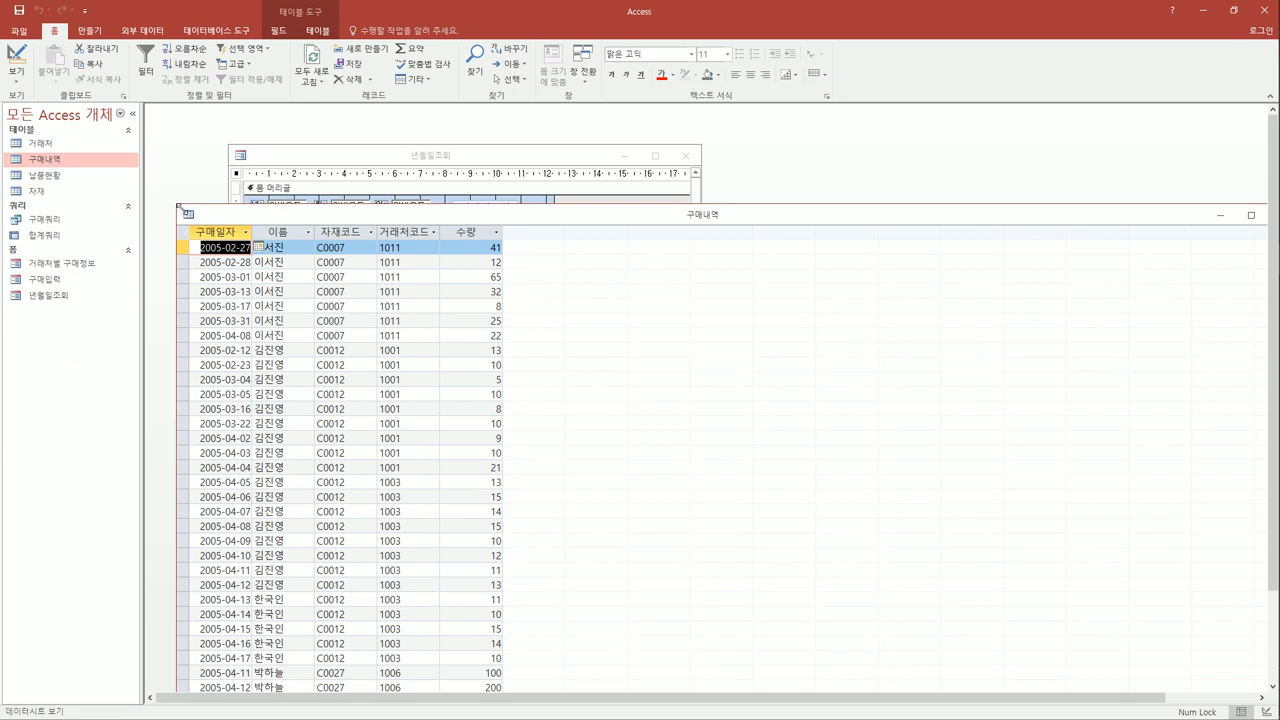 테이블 도구
Access
파일
홈
만들기
외부 데이터
데이터베이스 도구
필드
테이블
수행할 작업을 알려 주세요.
로그인
보기
붙여넣기
잘라내기
복사
서식 복사
필터
오름차순
내림차순
정렬 제거
선택 영역
고급
필터 적용/해제
모두 새로 고침
새로 만들기
저장
삭제
요약
맞춤법 검사
기타
찾기
바꾸기
이동
선택
폼 크기에 맞춤
창 전환
맑은 고딕
11
가
가
가
보기
클립보드
정렬 및 필터
레코드
찾기
창
텍스트 서식
모든 Access 개체
테이블
거래처
구매내역
납품현황
자재
쿼리
구매쿼리
합계쿼리
폼
거래처별 구매정보
구매입력
년월일조회
년월일조회
1 2 3 4 5 6 7 8 9 10 11 12 13 14 15 16 17
폼 머리글
구매내역
구매일자 이름 자재코드 거래처코드 수량
2005-02-27 서진 C0007 1011 41
2005-02-28 이서진 C0007 1011 12
2005-03-01 이서진 C0007 1011 65
2005-03-13 이서진 C0007 1011 32
2005-03-17 이서진 C0007 1011 8
2005-03-31 이서진 C0007 1011 25
2005-04-08 이서진 C0007 1011 22
2005-02-12 김진영 C0012 1001 13
2005-02-23 김진영 C0012 1001 10
2005-03-04 김진영 C0012 1001 5
2005-03-05 김진영 C0012 1001 10
2005-03-16 김진영 C0012 1001 8
2005-03-22 김진영 C0012 1001 10
2005-04-02 김진영 C0012 1001 9
2005-04-03 김진영 C0012 1001 10
2005-04-04 김진영 C0012 1001 21
2005-04-05 김진영 C0012 1003 13
2005-04-06 김진영 C0012 1003 15
2005-04-07 김진영 C0012 1003 14
2005-04-08 김진영 C0012 1003 15
2005-04-09 김진영 C0012 1003 10
2005-04-10 김진영 C0012 1003 12
2005-04-11 김진영 C0012 1003 11
2005-04-12 김진영 C0012 1003 13
2005-04-13 한국인 C0012 1003 11
2005-04-14 한국인 C0012 1003 10
2005-04-15 한국인 C0012 1003 15
2005-04-16 한국인 C0012 1003 14
2005-04-17 한국인 C0012 1003 10
2005-04-11 박하늘 C0027 1006 100
2005-04-12 박하늘 C0027 1006 200
데이터시트 보기
Num Lock